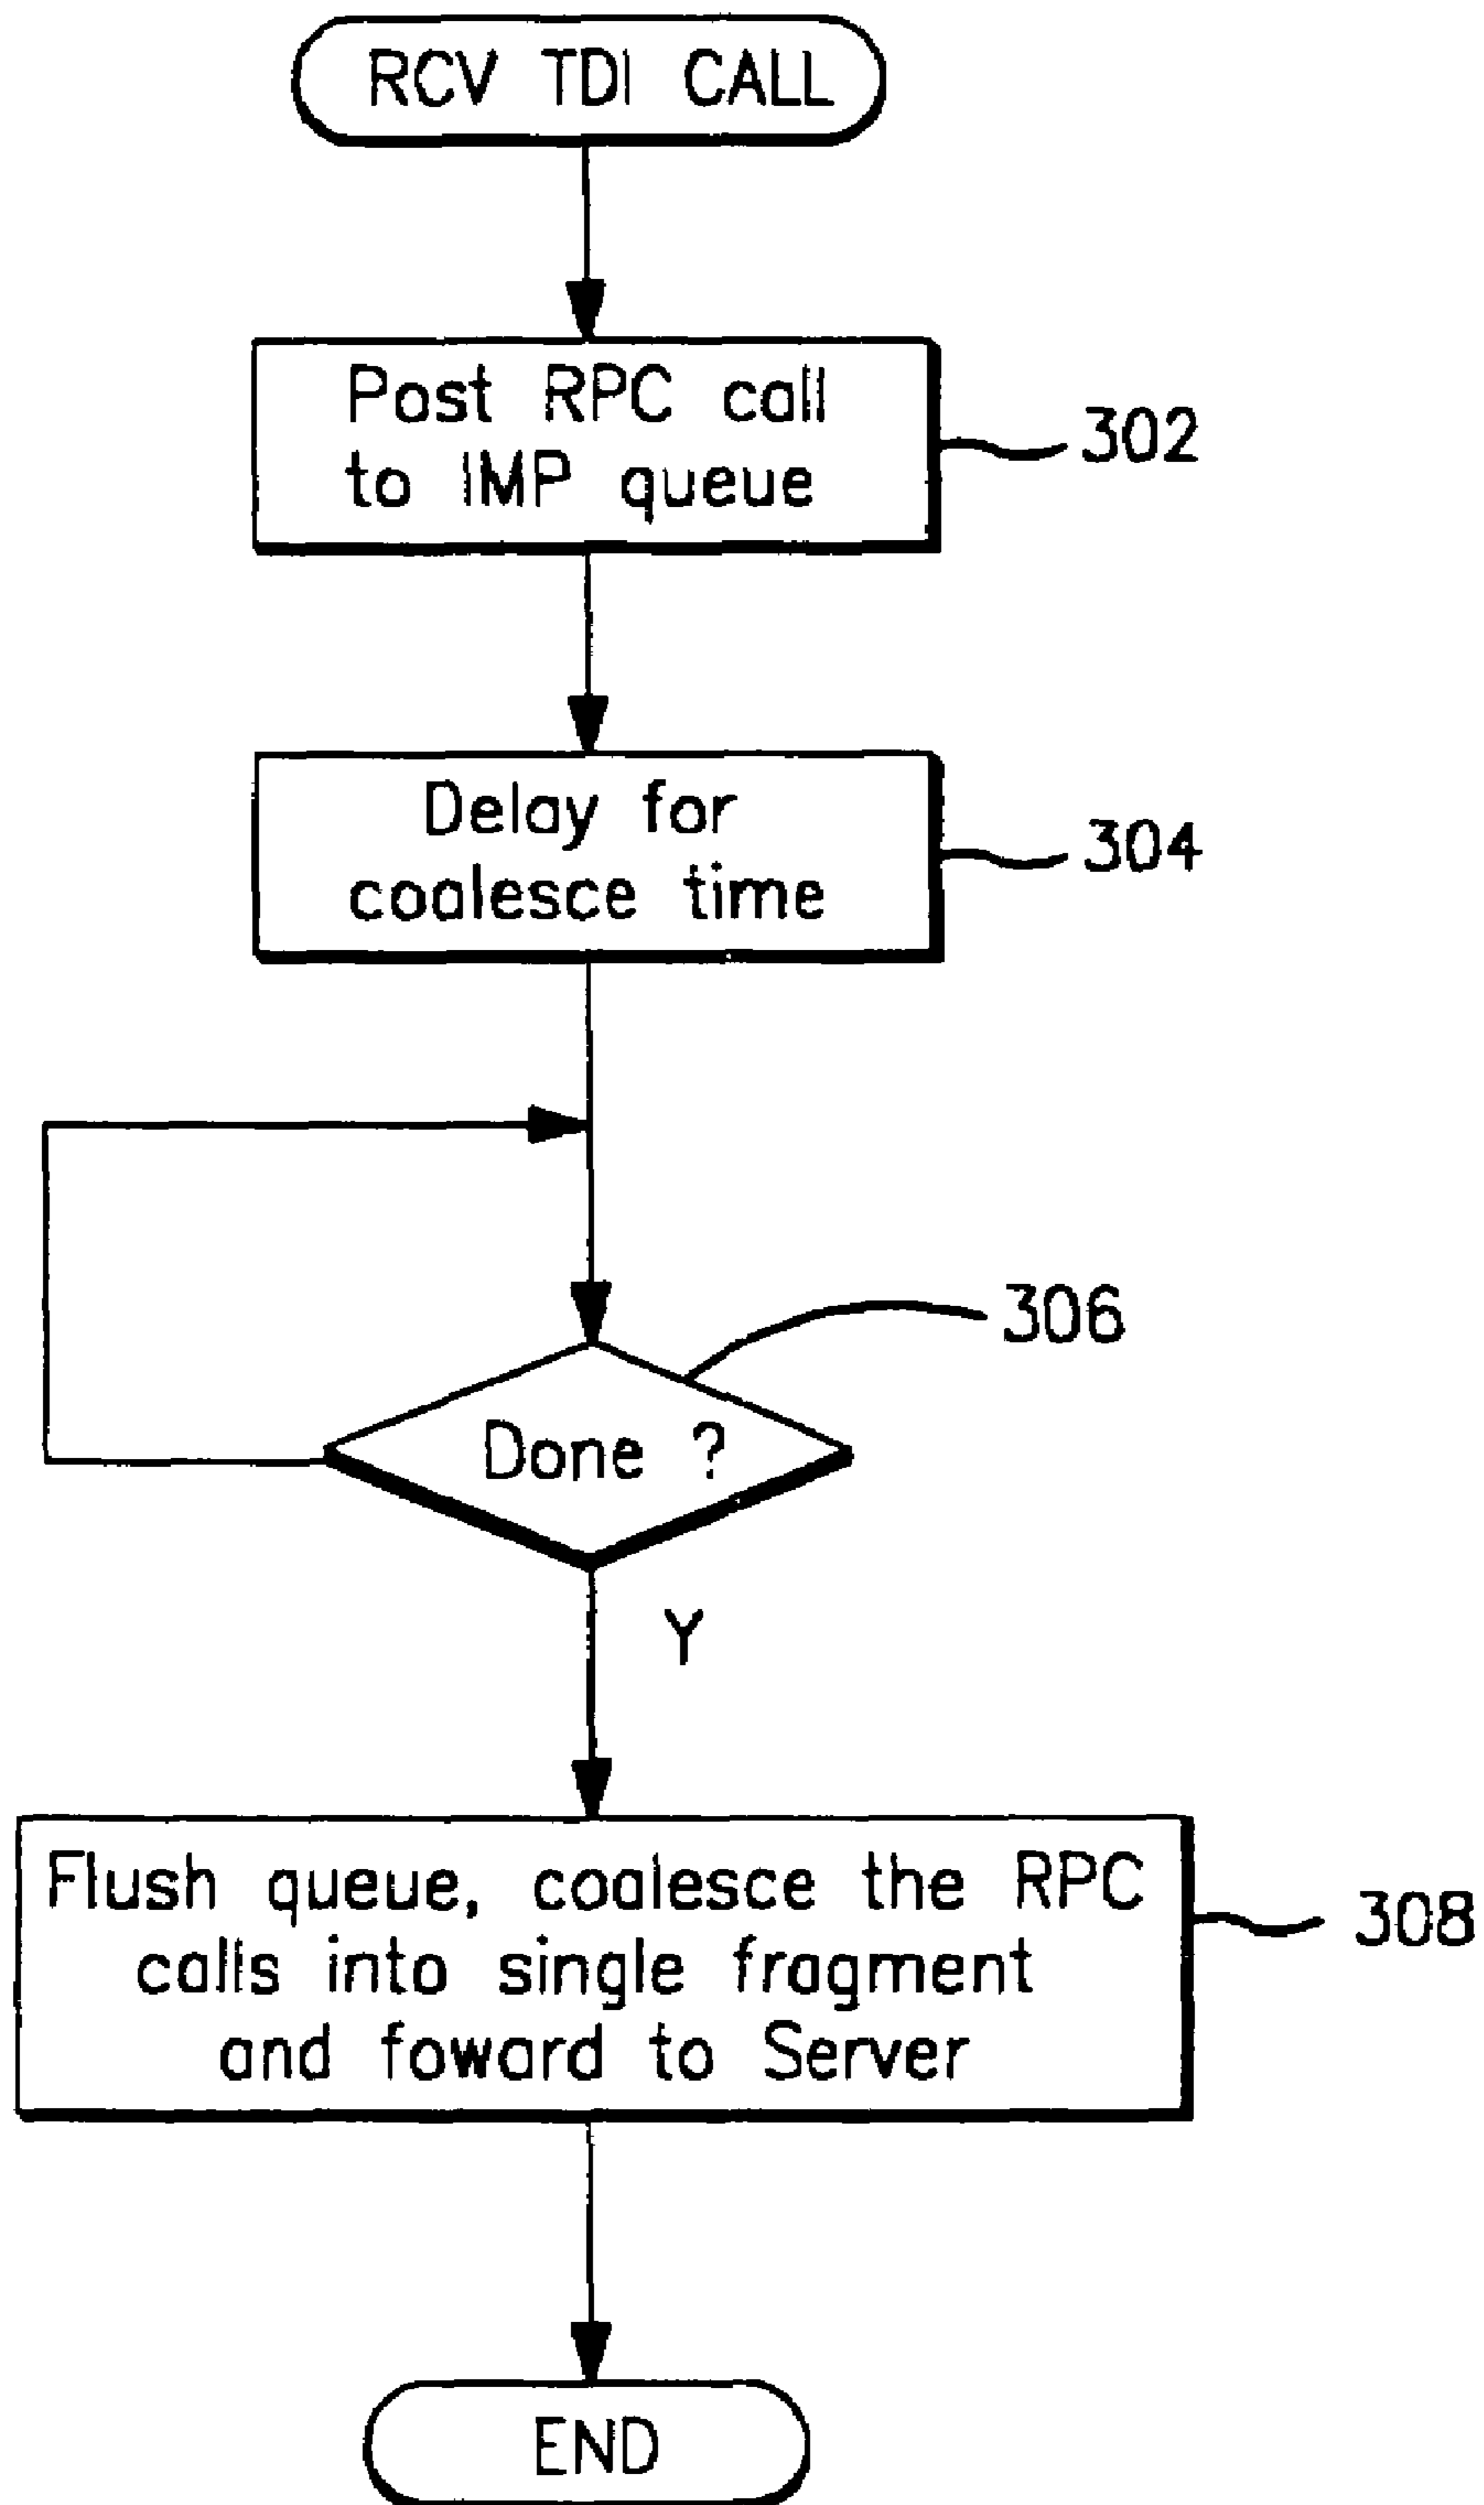 RCV TDI CALL
Post RPC call
to IMP queue
302
Delay for
coalesce time
304
306
Done ?
Y
Flush queue, coalesce the RPC
calls into single fragment
and foward to Server
308
END